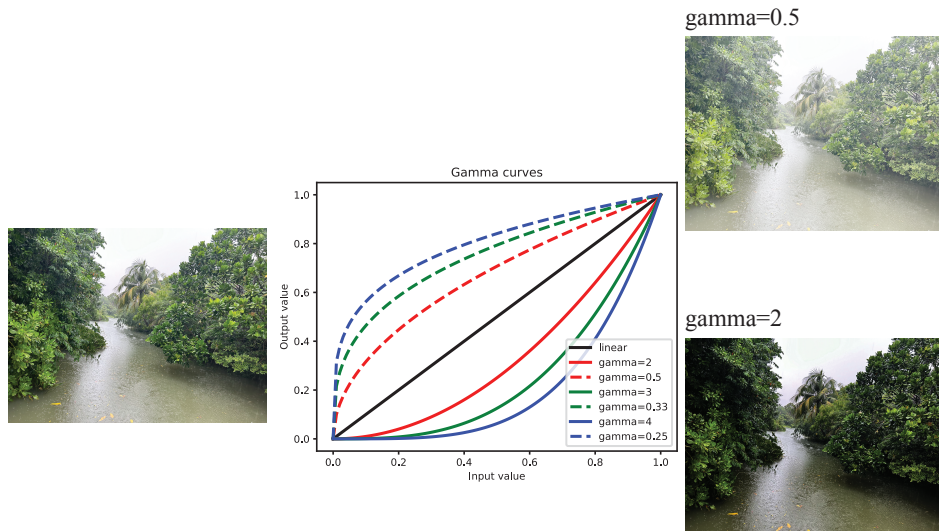 gamma=0.5
Gamma curves
1.0
0.8
0.6
0.4
0.2
0.0
Output value
0.0 0.2 0.4 0.6 0.8 1.0
Input value
linear
gamma=2
gamma=0.5
gamma=3
gamma=0.33
gamma=4
gamma=0.25
gamma=2